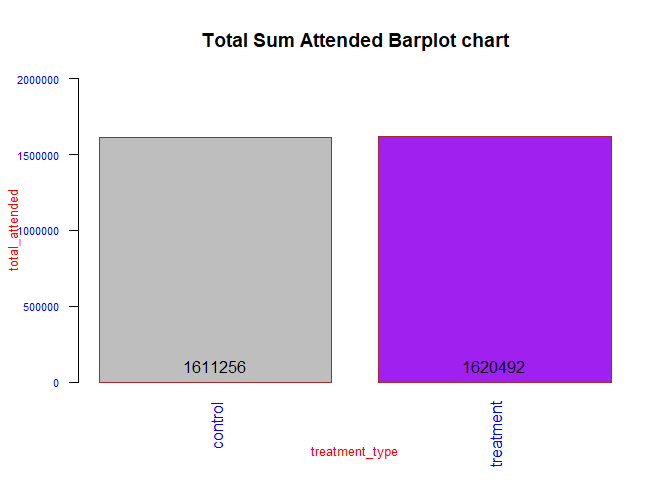 Total Sum Attended Barplot chart
2000000
1500000
1000000
500000
0
total_attended
1611256
1620492
control
treatment
treatment_type